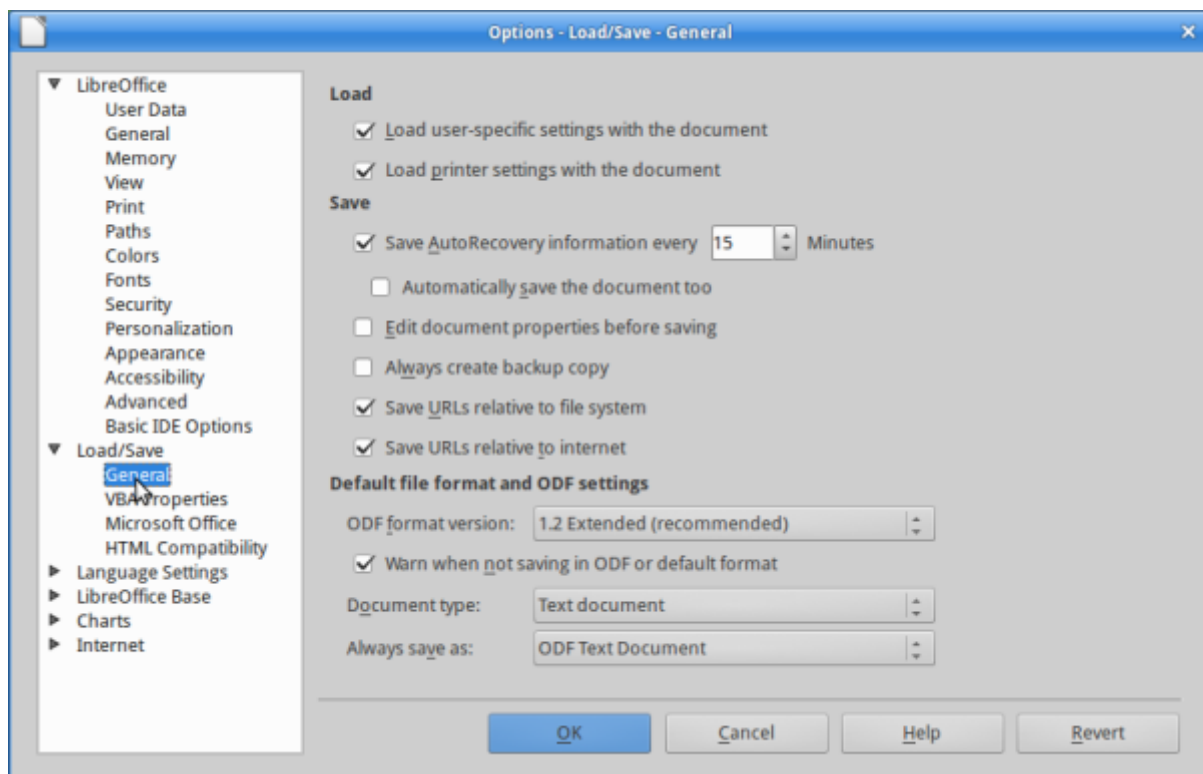 Options - Load/Save - General
LibreOffice
User Data
General
Memory
View
Print
Paths
Colors
Fonts
Security
Personalization
Appearance
Accessibility
Advanced
Basic IDE Options
Load/Save
General
VBA Properties
Microsoft Office
HTML Compatibility
Language Settings
LibreOffice Base
Charts
Internet
Load
Load user-specific settings with the document
Load printer settings with the document
Save
Save AutoRecovery information every 15 Minutes
Automatically save the document too
Edit document properties before saving
Always create backup copy
Save URLs relative to file system
Save URLs relative to internet
Default file format and ODF settings
ODF format version: 1.2 Extended (recommended)
Warn when not saving in ODF or default format
Document type: Text document
Always save as: ODF Text Document
OK Cancel Help Revert